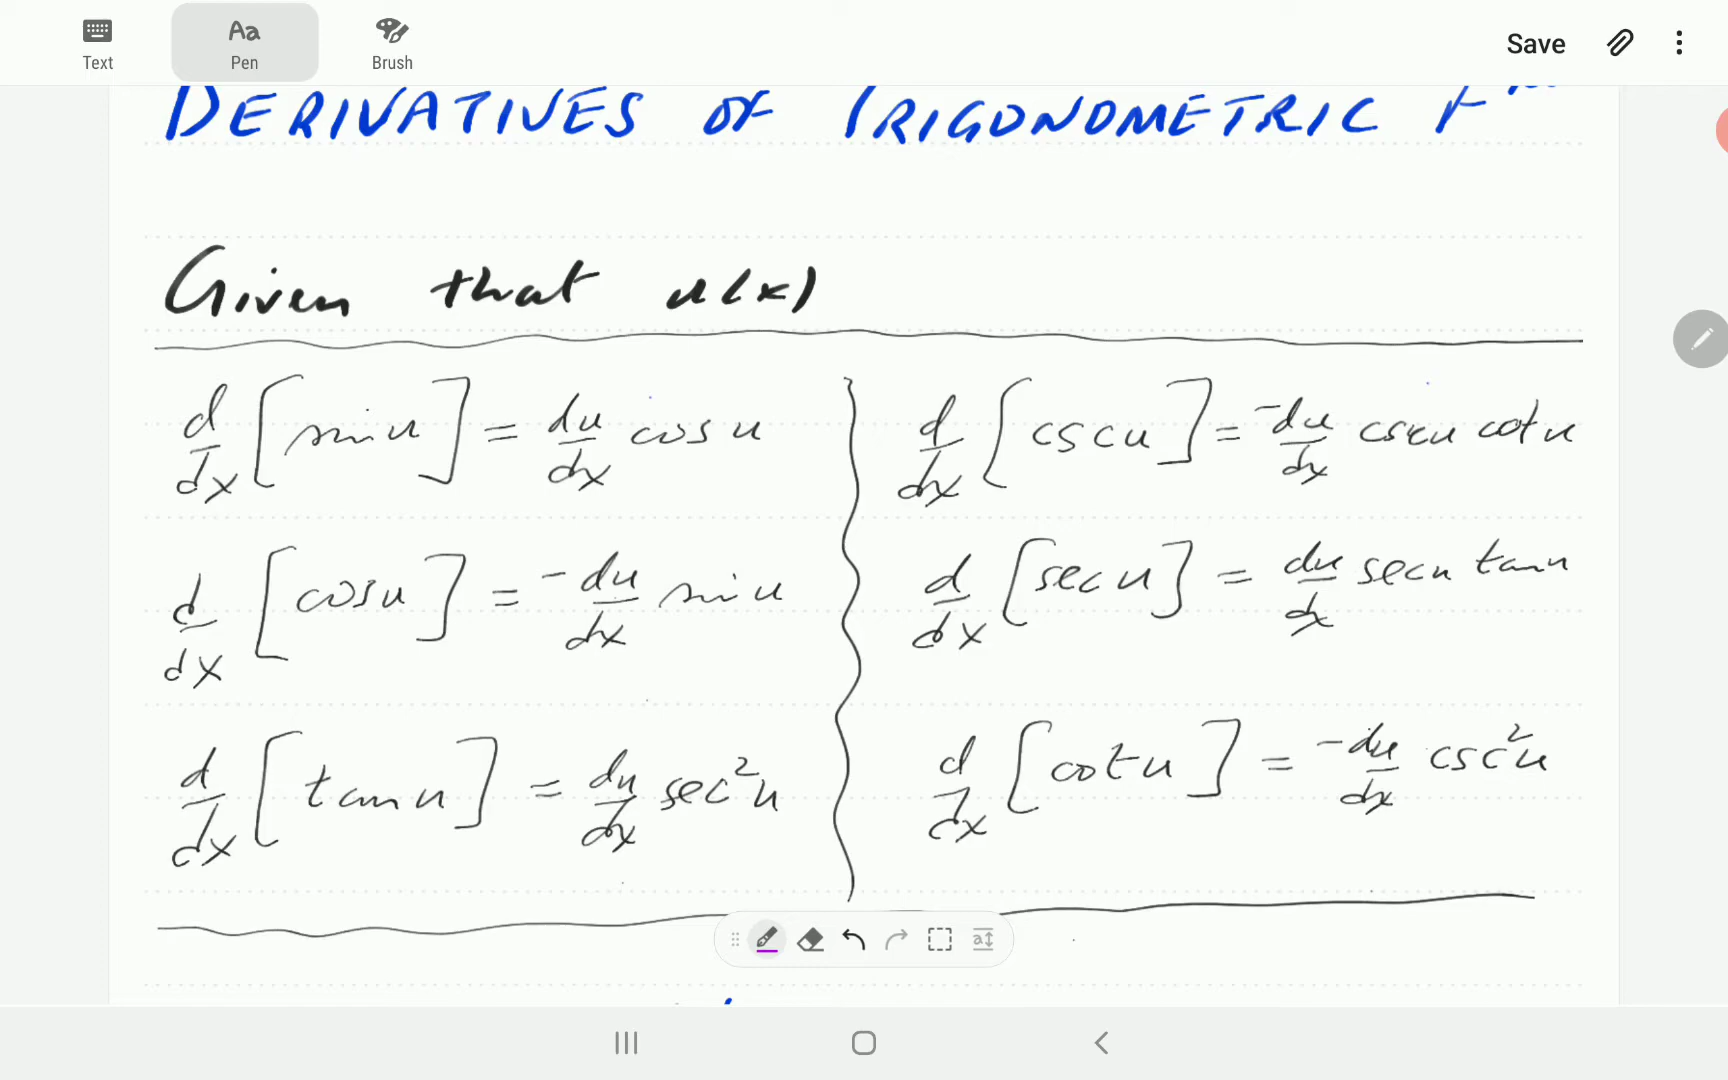 Text
Aa
Pen
Brush
Save
DERIVATIVES OF TRIGONOMETRIC
Given that u(x)
d/dx [sin u] = du/dx cos u
d/dx [cos u] = -du/dx sin u
d/dx [tan u] = du/dx sec²u
d/dx [csc u] = -du/dx csc u cot u
d/dx [sec u] = du/dx sec u tan u
d/dx [cot u] = -du/dx csc²u